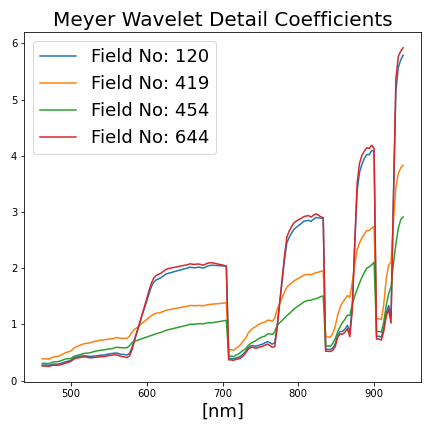 Meyer Wavelet Detail Coefficients
Field No: 120
Field No: 419
Field No: 454
Field No: 644
6
5
4
3
2
1
0
500
600
700
800
900
[nm]